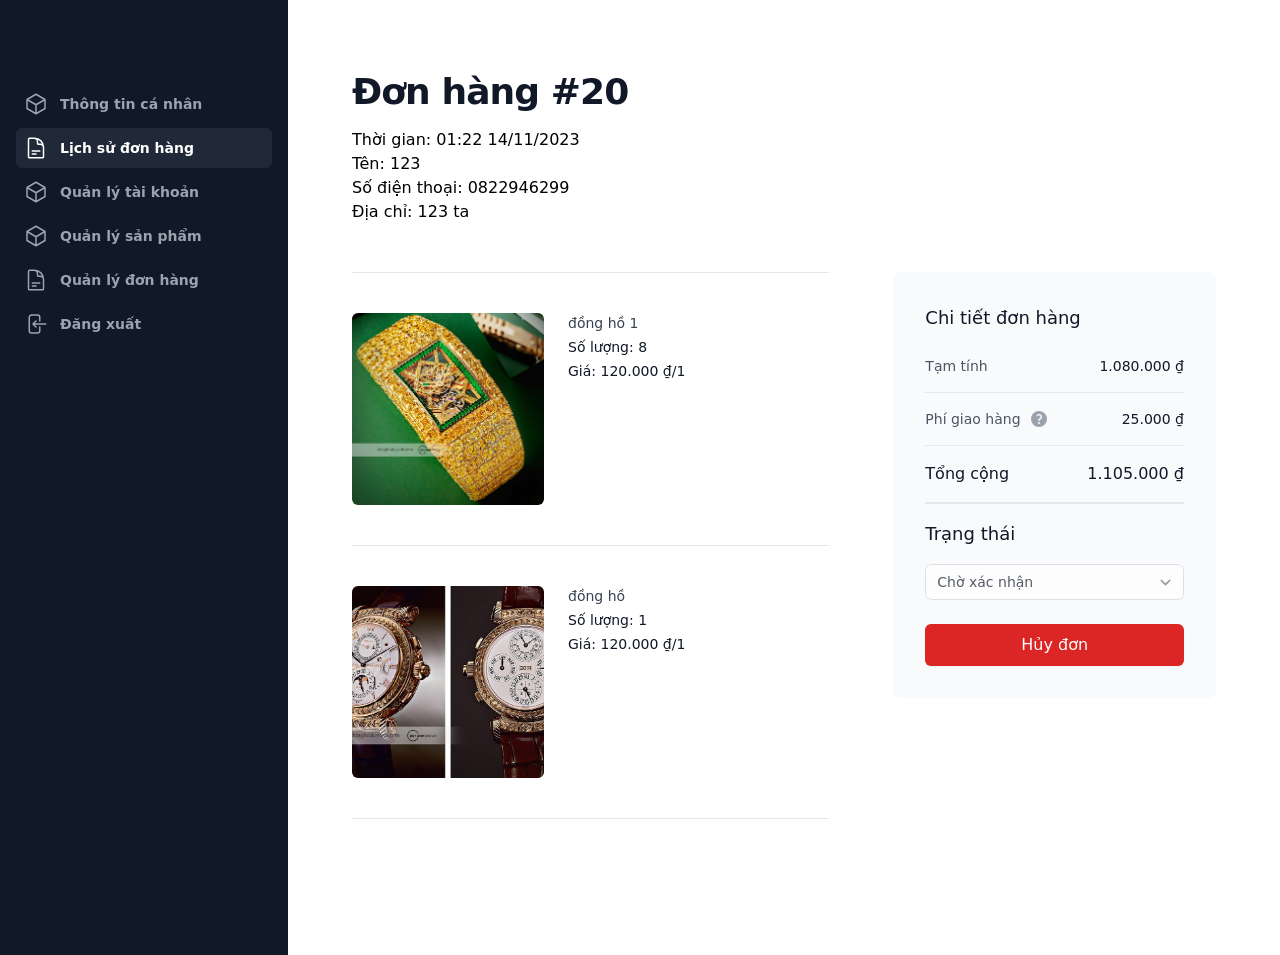 Thông tin cá nhân
Lịch sử đơn hàng
Quản lý tài khoản
Quản lý sản phẩm
Quản lý đơn hàng
Đăng xuất
Đơn hàng #20
Thời gian: 01:22 14/11/2023
Tên: 123
Số điện thoại: 0822946299
Địa chỉ: 123 ta
đồng hồ 1
Số lượng: 8
Giá: 120.000 ₫/1
đồng hồ
Số lượng: 1
Giá: 120.000 ₫/1
Chi tiết đơn hàng
Tạm tính 1.080.000 ₫
Phí giao hàng ? 25.000 ₫
Tổng cộng 1.105.000 ₫
Trạng thái
Chờ xác nhận
Hủy đơn